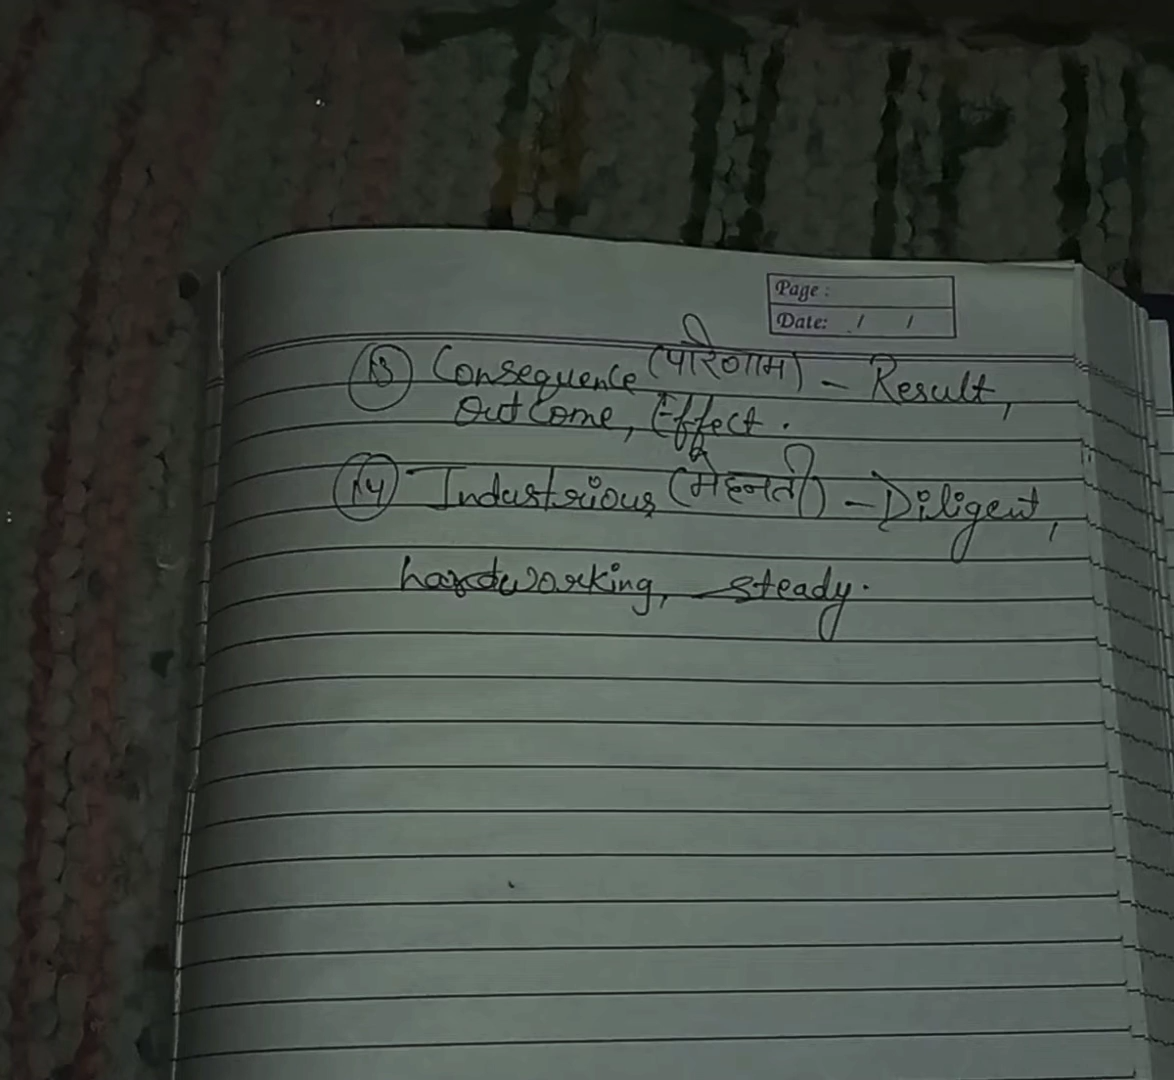 Page :
Date: / /
(13) Consequence (परिणाम) - Result,
Outcome, Effect.
(14) Industrious (मेहनती) - Diligent,
hardworking, steady.